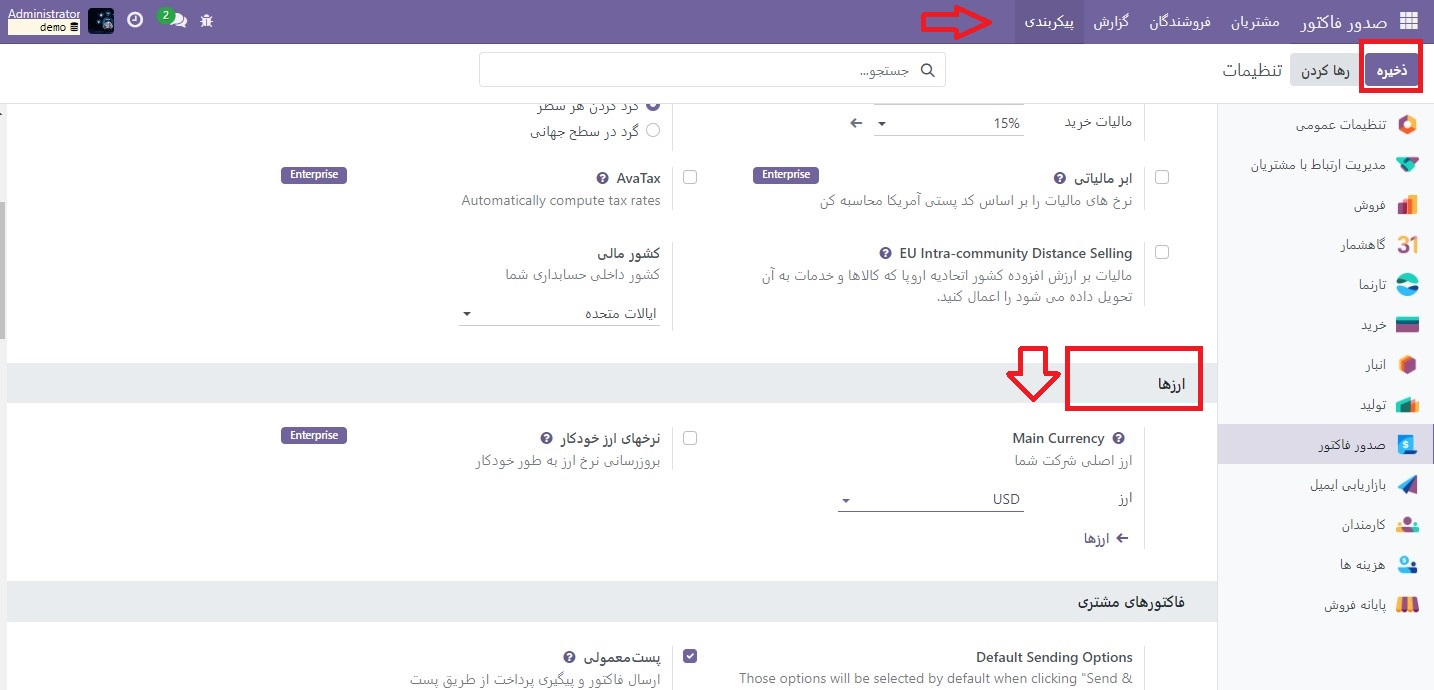 صدور فاکتور
مشتریان
فروشندگان
گزارش
پیکربندی
2
Administrator
demo
ذخیره
رها کردن
تنظیمات
جستجو...
تنظیمات عمومی
مدیریت ارتباط با مشتریان
فروش
31
گاهشمار
تارنما
خرید
انبار
تولید
صدور فاکتور
بازاریابی ایمیل
کارمندان
هزینه ها
پایانه فروش
مالیات خرید
15%
گرد کردن هر سطر
گرد در سطح جهانی
ابر مالیاتی
Enterprise
نرخ های مالیات را بر اساس کد پستی آمریکا محاسبه کن
AvaTax
Enterprise
Automatically compute tax rates
EU Intra-community Distance Selling
مالیات بر ارزش افزوده کشور اتحادیه اروپا که کالاها و خدمات به آن
تحویل داده می شود را اعمال کنید.
کشور مالی
کشور داخلی حسابداری شما
ایالات متحده
ارزها
Main Currency
ارز اصلی شرکت شما
ارز
USD
ارزها
نرخهای ارز خودکار
Enterprise
بروزرسانی نرخ ارز به طور خودکار
فاکتورهای مشتری
Default Sending Options
Those options will be selected by default when clicking "Send &
پست‌معمولی
ارسال فاکتور و پیگیری پرداخت از طریق پست